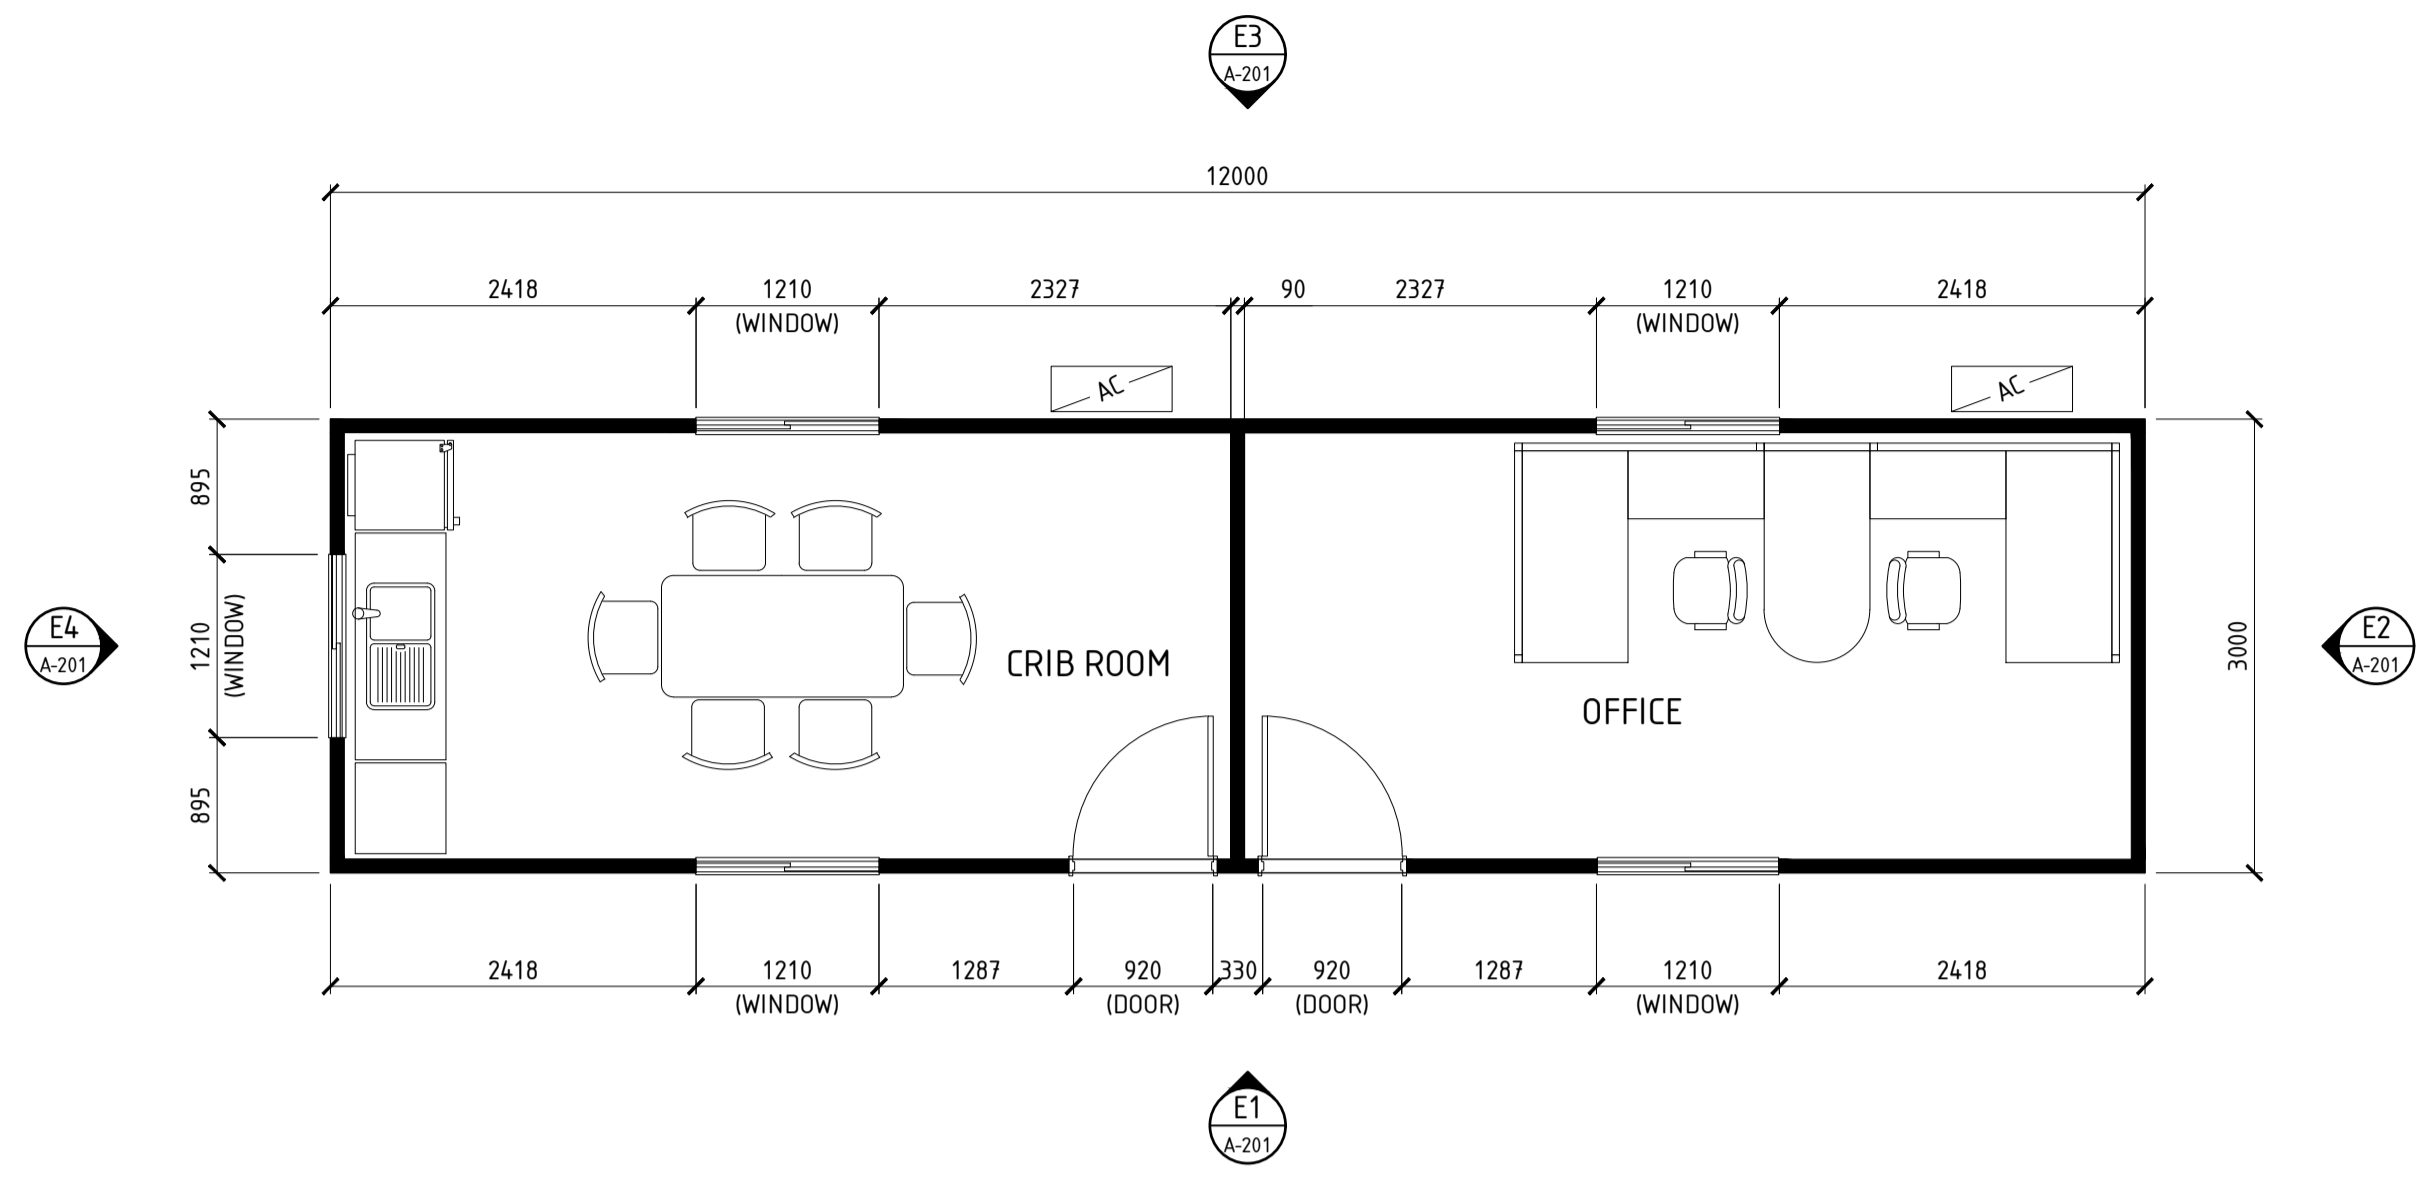 E3
A-201
12000
2418 1210 2327 90 2327 1210 2418
(WINDOW) (WINDOW)
AC AC
895
1210
(WINDOW)
895
E4
A-201
CRIB ROOM
OFFICE
3000
E2
A-201
2418 1210 1287 920 330 920 1287 1210 2418
(WINDOW) (DOOR) (DOOR) (WINDOW)
E1
A-201